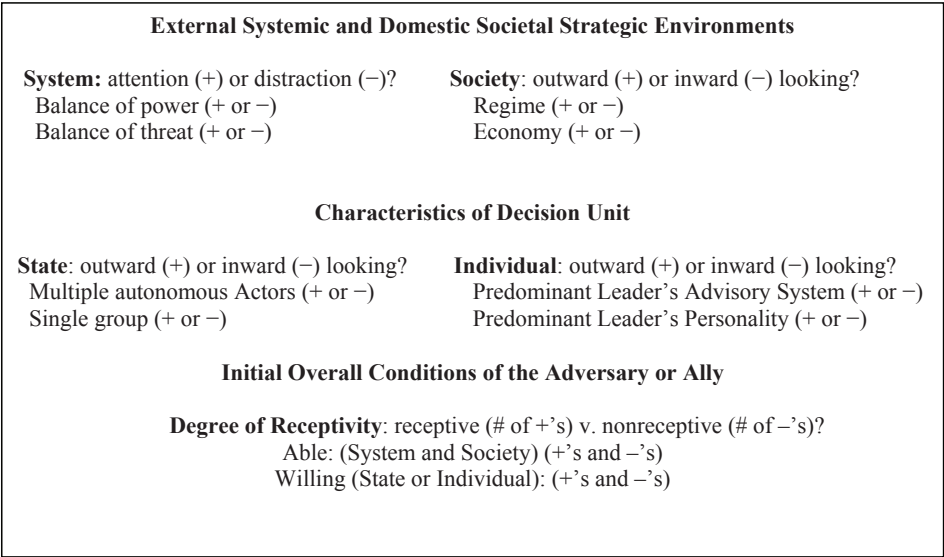 External Systemic and Domestic Societal Strategic Environments
System: attention (+) or distraction (−)?
Balance of power (+ or −)
Balance of threat (+ or −)
Society: outward (+) or inward (−) looking?
Regime (+ or −)
Economy (+ or −)
Characteristics of Decision Unit
State: outward (+) or inward (−) looking?
Multiple autonomous Actors (+ or −)
Single group (+ or −)
Individual: outward (+) or inward (−) looking?
Predominant Leader’s Advisory System (+ or −)
Predominant Leader’s Personality (+ or −)
Initial Overall Conditions of the Adversary or Ally
Degree of Receptivity: receptive (# of +’s) v. nonreceptive (# of –’s)?
Able: (System and Society) (+’s and –’s)
Willing (State or Individual): (+’s and –’s)